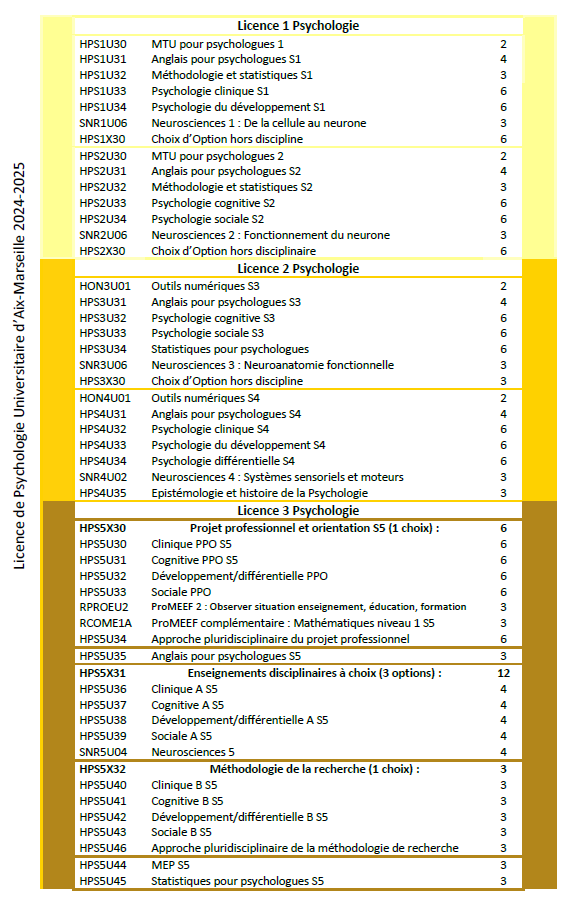 Licence de Psychologie Universitaire d'Aix-Marseille 2024-2025
Licence 1 Psychologie
HPS1U30 MTU pour psychologues 1 2
HPS1U31 Anglais pour psychologues S1 4
HPS1U32 Méthodologie et statistiques S1 3
HPS1U33 Psychologie clinique S1 6
HPS1U34 Psychologie du développement S1 6
SNR1U06 Neurosciences 1 : De la cellule au neurone 3
HPS1X30 Choix d'Option hors discipline 6
HPS2U30 MTU pour psychologues 2 2
HPS2U31 Anglais pour psychologues S2 4
HPS2U32 Méthodologie et statistiques S2 3
HPS2U33 Psychologie cognitive S2 6
HPS2U34 Psychologie sociale S2 6
SNR2U06 Neurosciences 2 : Fonctionnement du neurone 3
HPS2X30 Choix d'Option hors disciplinaire 6
Licence 2 Psychologie
HON3U01 Outils numériques S3 2
HPS3U31 Anglais pour psychologues S3 4
HPS3U32 Psychologie cognitive S3 6
HPS3U33 Psychologie sociale S3 6
HPS3U34 Statistiques pour psychologues 6
SNR3U06 Neurosciences 3 : Neuroanatomie fonctionnelle 3
HPS3X30 Choix d'Option hors discipline 3
HON4U01 Outils numériques S4 2
HPS4U31 Anglais pour psychologues S4 4
HPS4U32 Psychologie clinique S4 6
HPS4U33 Psychologie du développement S4 6
HPS4U34 Psychologie différielle S4 6
SNR4U02 Neurosciences 4 : Systèmes sensoriels et moteurs 3
HPS4U35 Epistémologie et histoire de la Psychologie 3
Licence 3 Psychologie
HPS5X30 Projet professionnel et orientation S5 (1 choix) : 6
HPS5U30 Clinique PPO S5 6
HPS5U31 Cognitive PPO S5 6
HPS5U32 Développement/différentielle PPO 6
HPS5U33 Sociale PPO 6
RPROEU2 ProMEEF 2 : Observer situation enseignement, éducation, formation 3
RCOME1A ProMEEF complémentaire : Mathématiques niveau 1 S5 3
HPS5U34 Approche pluridisciplinaire du projet professionnel 6
HPS5U35 Anglais pour psychologues S5 3
HPS5X31 Enseignements disciplinaires à choix (3 options) : 12
HPS5U36 Clinique A S5 4
HPS5U37 Cognitive A S5 4
HPS5U38 Développement/différentielle A S5 4
HPS5U39 Sociale A S5 4
SNR5U04 Neurosciences 5 4
HPS5X32 Méthodologie de la recherche (1 choix) : 3
HPS5U40 Clinique B S5 3
HPS5U41 Cognitive B S5 3
HPS5U42 Développement/différentielle B S5 3
HPS5U43 Sociale B S5 3
HPS5U46 Approche pluridisciplinaire de la méthodologie de recherche 3
HPS5U44 MEP S5 3
HPS5U45 Statistiques pour psychologues S5 3